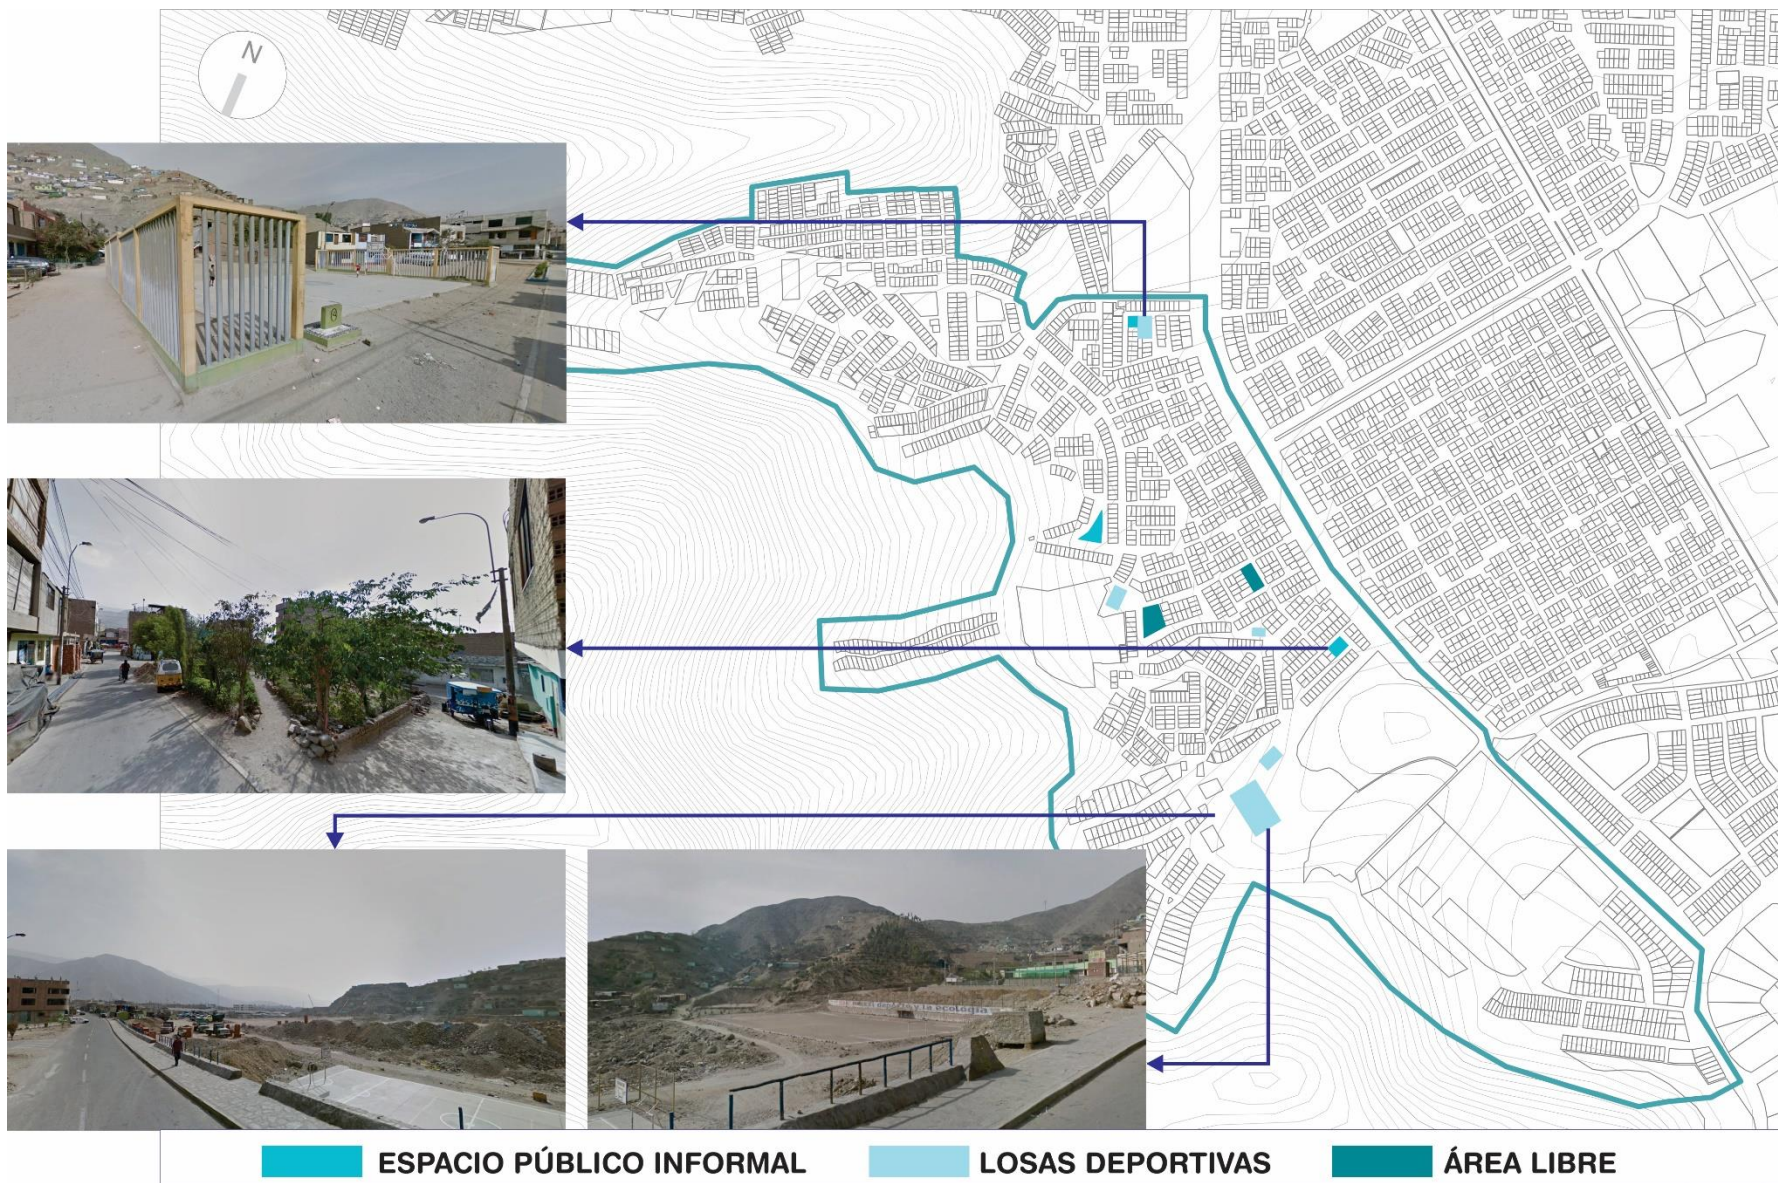 N
ESPACIO PÚBLICO INFORMAL
LOSAS DEPORTIVAS
ÁREA LIBRE